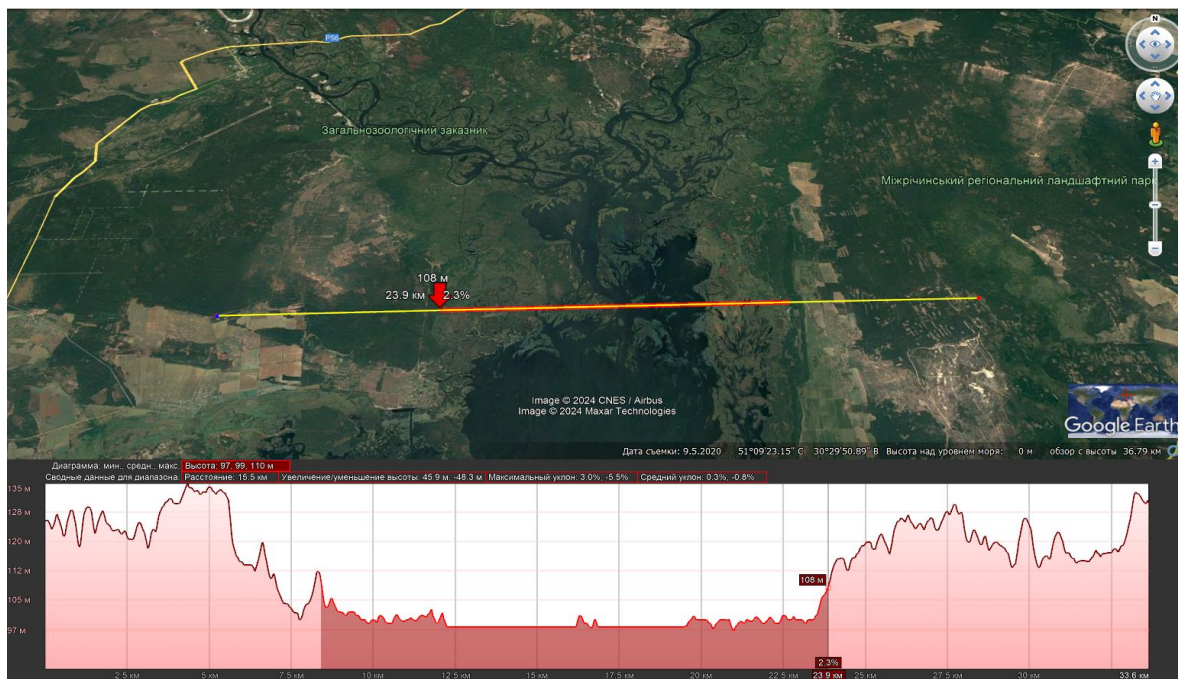 N
P56
Загальнозоологічний заказник
Міжрічинський регіональний ландшафтний парк
108 м
23.9 км 2.3%
Image © 2024 CNES / Airbus
Image © 2024 Maxar Technologies
Google Earth
Дата съемки: 9.5.2020 51°09'23.15" С 30°29'50.89" В Высота над уровнем моря: 0 м обзор с высоты 36.79 км
Диаграмма: мин., средн., макс. Высота: 97, 99, 110 м
Сводные данные для диапазона: Расстояние: 15.5 км Увеличение/уменьшение высоты: 45.9 м, -48.3 м Максимальный уклон: 3.0%, -5.5% Средний уклон: 0.3%, -0.8%
135 м
128 м
120 м
112 м
105 м
97 м
108 м
2.3%
2.5 км 5 км 7.5 км 10 км 12.5 км 15 км 17.5 км 20 км 22.5 км 23.9 км 25 км 27.5 км 30 км 33.6 км